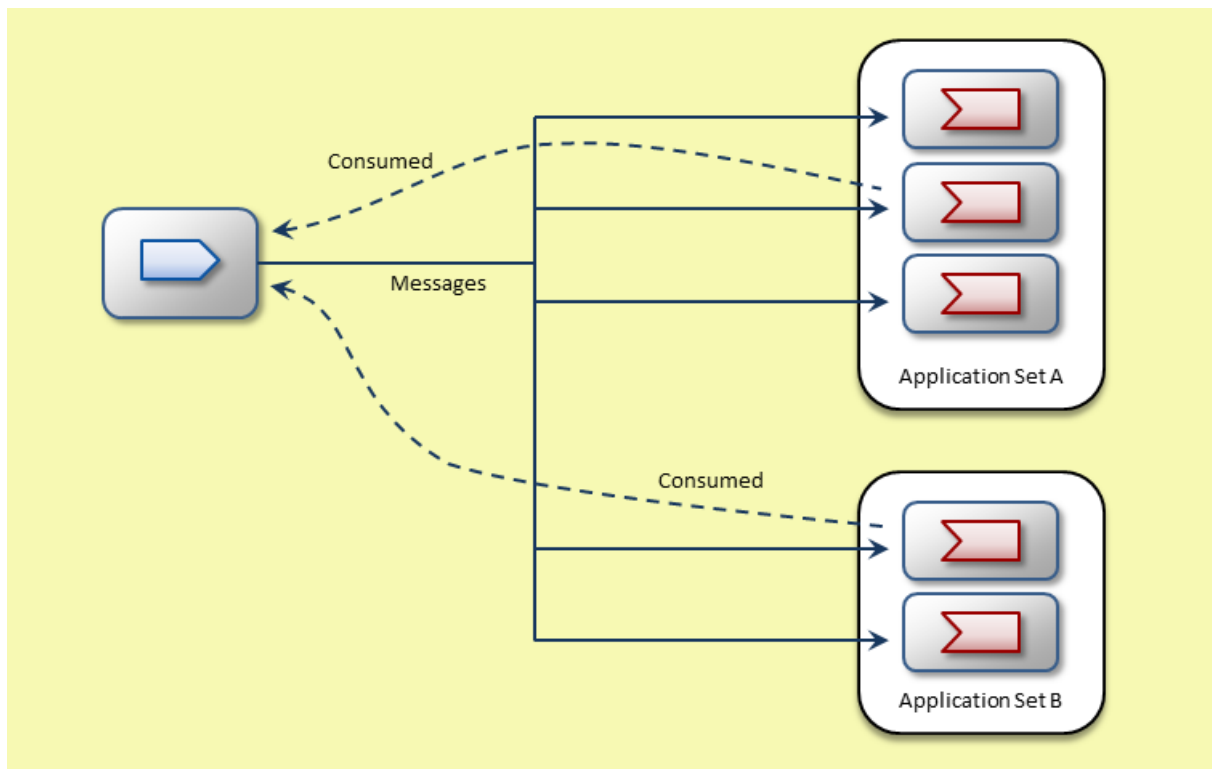 Consumed
Messages
Application Set A
Consumed
Application Set B